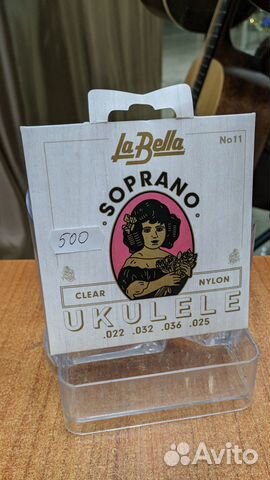 La Bella
No11
SOPRANO
500
CLEAR NYLON
UKULELE
.022 .032 .036 .025
Avito